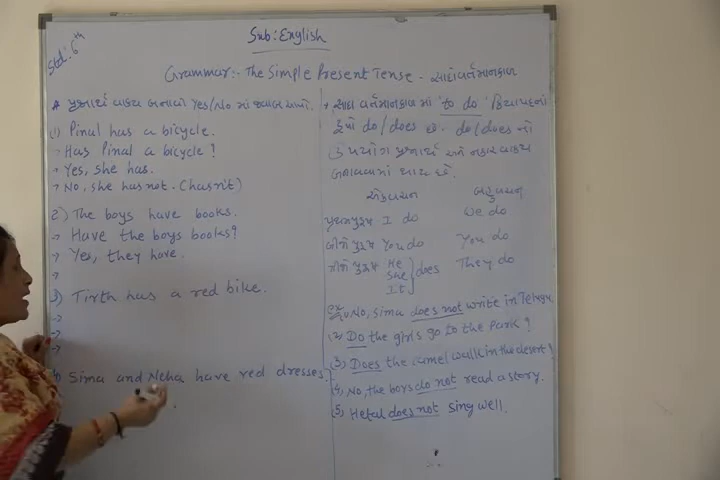 Std: 6th
Sub: English
Grammar:- The Simple Present Tense - સાદો વર્તમાનકાળ
* પ્રશ્નાર્થ વાક્ય બનાવો Yes/No માં જવાબ આપો.
(1) Pinal has a bicycle.
→ Has Pinal a bicycle?
→ Yes, she has.
→ No, she has not. (hasn't)
2) The boys have books.
→ Have the boys books?
→ Yes, they have.
→
3) Tirth has a red bike.
→
→
→
4) Sima and Neha have red dresses.
* સાદા વર્તમાનકાળ માં "to do" ક્રિયાપદનાં
રૂપો do/does છે. do/does નો
ઉપયોગ પ્રશ્નાર્થ અને નકાર વાક્ય
બનાવવામાં થાય છે.
એકવચન બહુવચન
પ્રથમ પુરુષ I do We do
બીજો પુરુષ You do You do
ત્રીજો પુરુષ He She It } does They do
ex (1) No, Sima does not write in Telugu.
(2) Do the girls go to the park?
(3) Does the camel walk in the desert?
(4) No, the boys do not read a story.
(5) Hetal does not sing well.